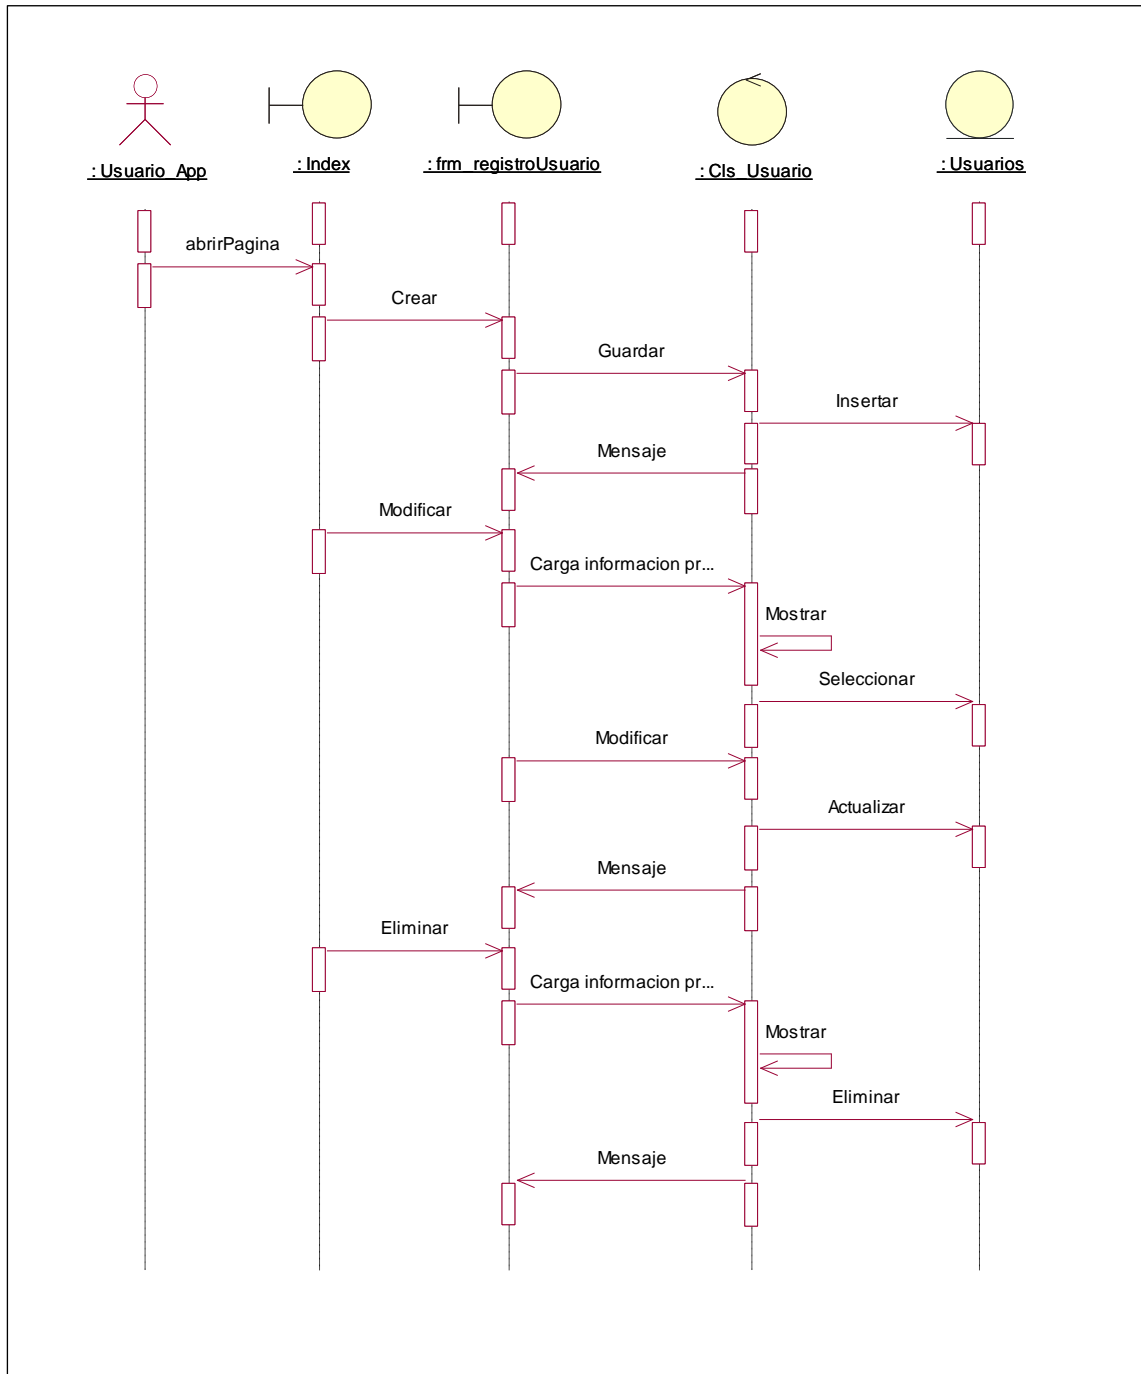 : Usuario_App
: Index
: frm_registroUsuario
: Cls_Usuario
: Usuarios
abrirPagina
Crear
Guardar
Insertar
Mensaje
Modificar
Carga informacion pr...
Mostrar
Seleccionar
Modificar
Actualizar
Mensaje
Eliminar
Carga informacion pr...
Mostrar
Eliminar
Mensaje